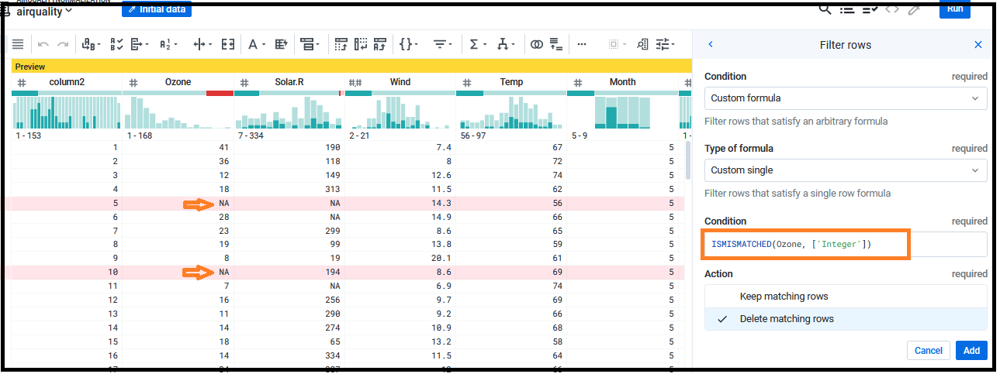 airquality
Initial data
Run
Preview
# column2 # Ozone # Solar.R #.# Wind # Temp # Month #
1 - 153 1 - 168 7 - 334 2 - 21 56 - 97 5 - 9 1 -
1 41 190 7.4 67 5
2 36 118 8 72 5
3 12 149 12.6 74 5
4 18 313 11.5 62 5
5 NA NA 14.3 56 5
6 28 NA 14.9 66 5
7 23 299 8.6 65 5
8 19 99 13.8 59 5
9 8 19 20.1 61 5
10 NA 194 8.6 69 5
11 7 NA 6.9 74 5
12 16 256 9.7 69 5
13 11 290 9.2 66 5
14 14 274 10.9 68 5
15 18 65 13.2 58 5
16 14 334 11.5 64 5
Filter rows
Condition required
Custom formula
Filter rows that satisfy an arbitrary formula
Type of formula required
Custom single
Filter rows that satisfy a single row formula
Condition required
ISMISMATCHED(Ozone, ['Integer'])
Action required
Keep matching rows
Delete matching rows
Cancel Add